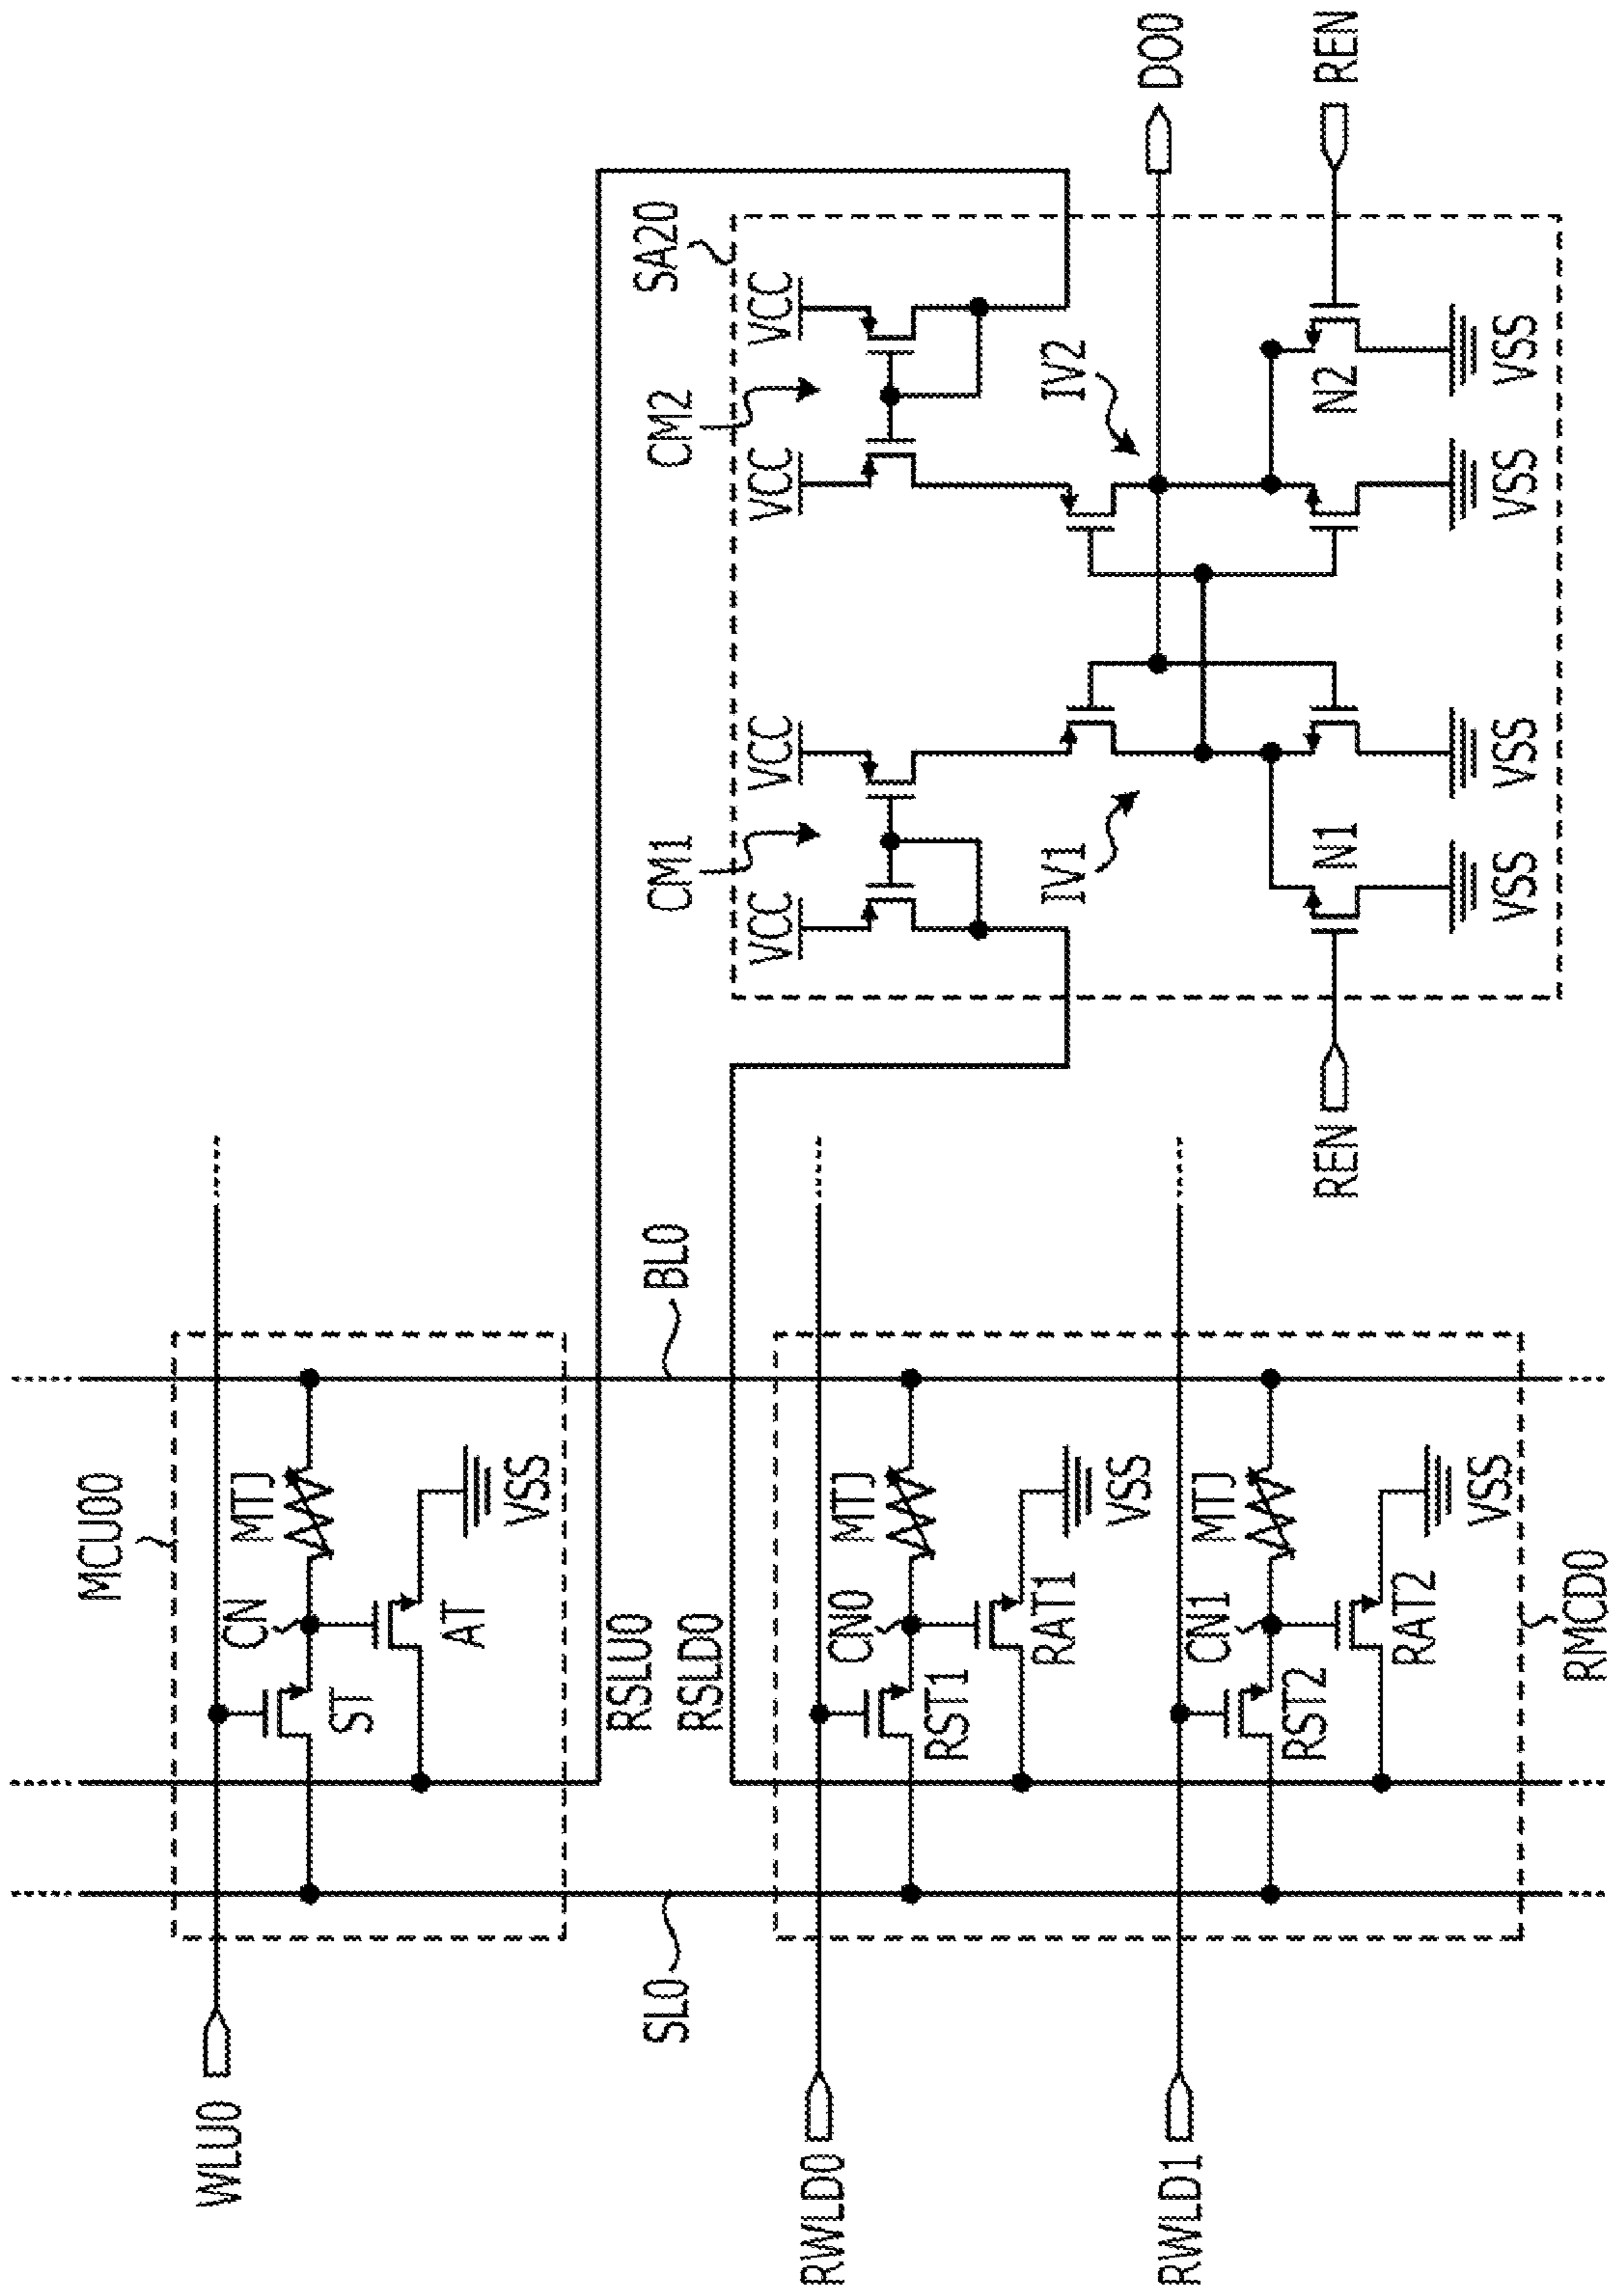 MCU00
WLU0
CN
MTJ
ST
AT
VSS
RSLU0
RSLD0
SL0
BL0
RWLD0
CN0
MTJ
RST1
RAT1
VSS
RWLD1
CN1
MTJ
RST2
RAT2
VSS
RMCD0
SA20
CM1
CM2
VCC
VCC
VCC
VCC
IV1
IV2
DO0
REN
N1
N2
REN
VSS
VSS
VSS
VSS